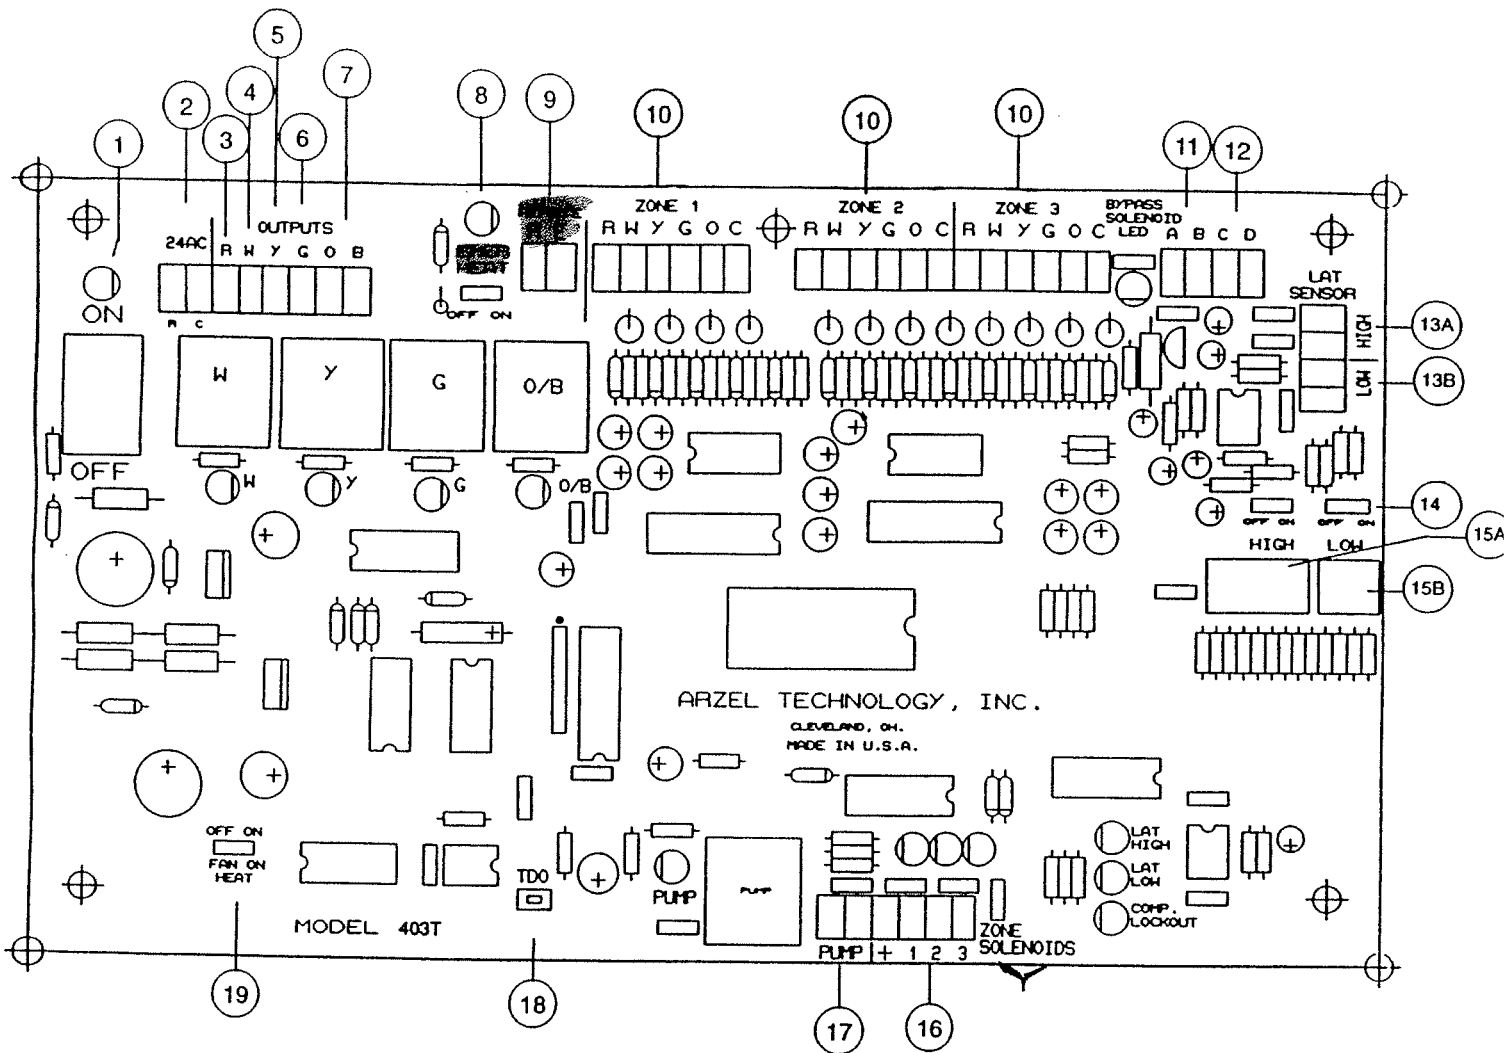 5
7
4
8
9
2
10
10
10
6
3
1
11
12
OUTPUTS
24AC
R W Y G O B
R C
ON
OFF
HEAT
OFF ON
ZONE 1
R W Y G O C
ZONE 2
R W Y G O C
ZONE 3
R W Y G O C
BYPASS
SOLENOID
LED
A B C D
LAT
SENSOR
HIGH
LOW
13A
13B
W
Y
G
O/B
W
Y
G
O/B
OFF ON
OFF ON
14
HIGH
LOW
15A
15B
ARZEL TECHNOLOGY, INC.
CLEVELAND, OH.
MADE IN U.S.A.
OFF ON
FAN ON
HEAT
TDO
PUMP
PUMP
LAT
HIGH
LAT
LOW
COMP.
LOCKOUT
MODEL 403T
ZONE
SOLENOIDS
PUMP + 1 2 3
19
18
17
16